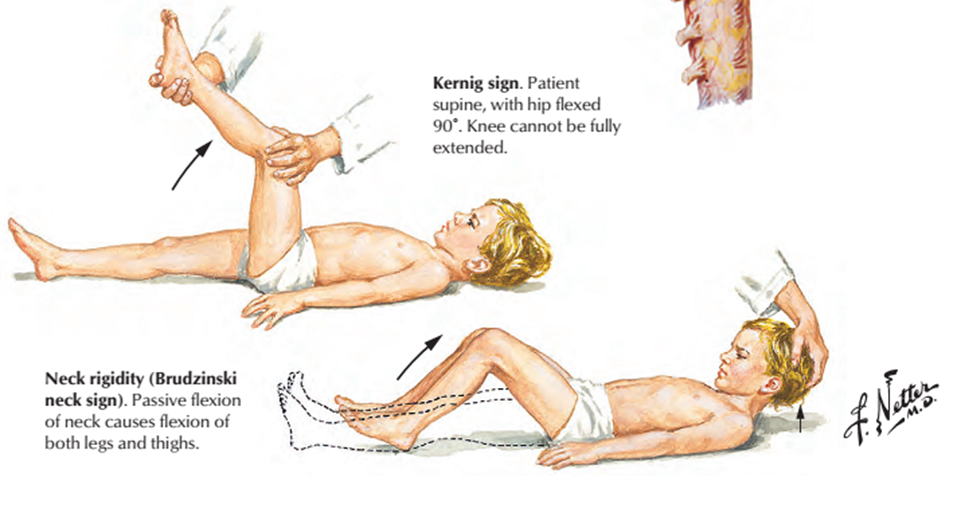 Kernig sign. Patient
supine, with hip flexed
90°. Knee cannot be fully
extended.
Neck rigidity (Brudzinski
neck sign). Passive flexion
of neck causes flexion of
both legs and thighs.
F. Netter
M.D.